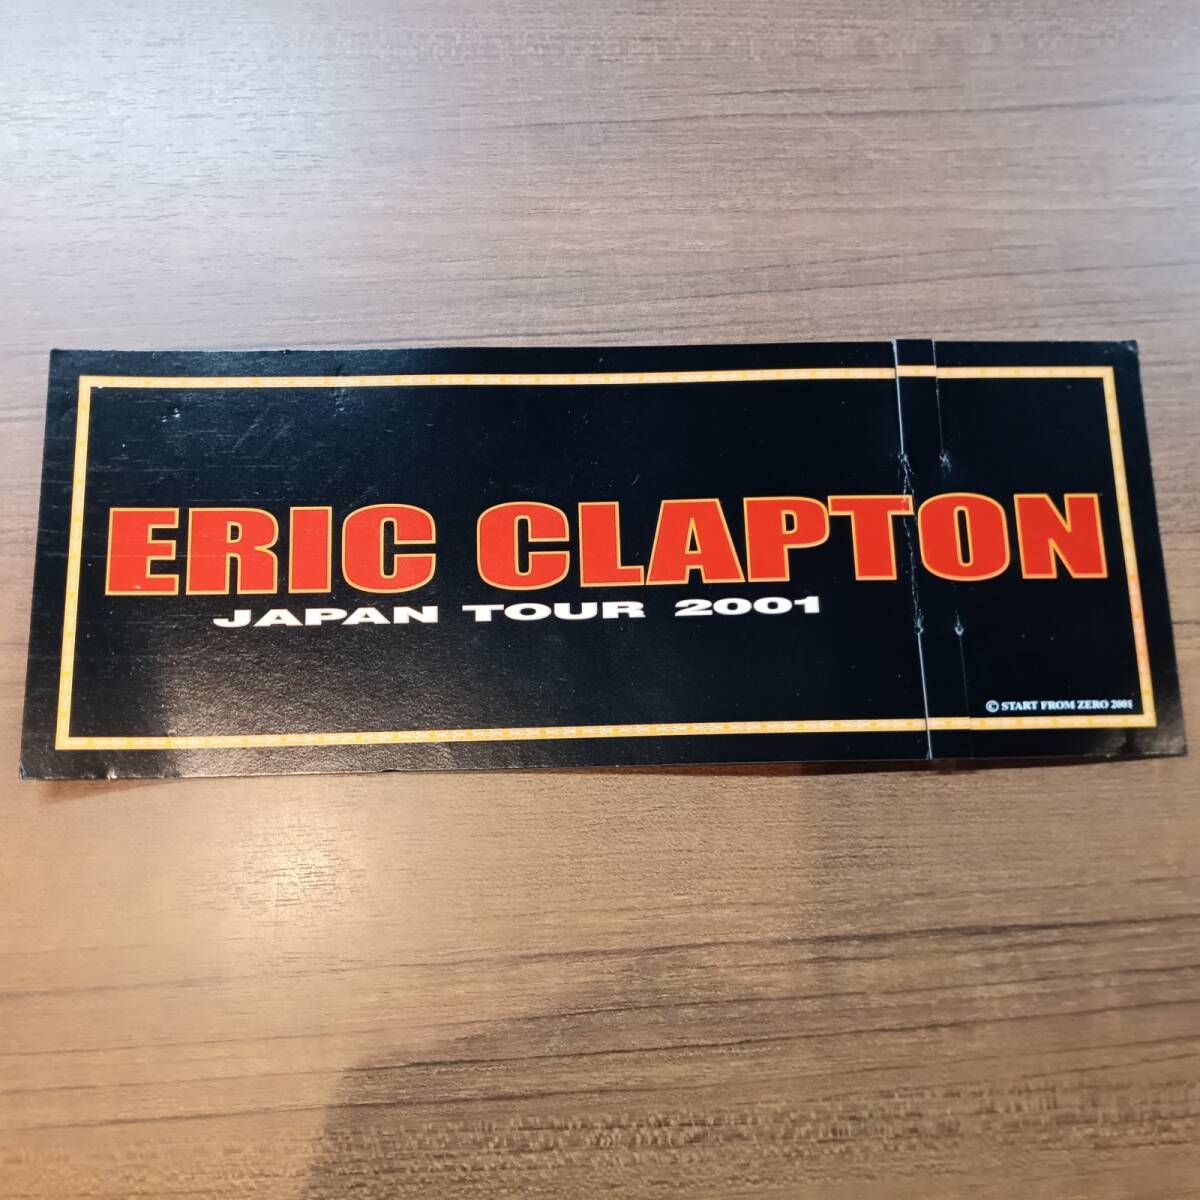 ERIC CLAPTON
JAPAN TOUR 2001
© START FROM ZERO 2001